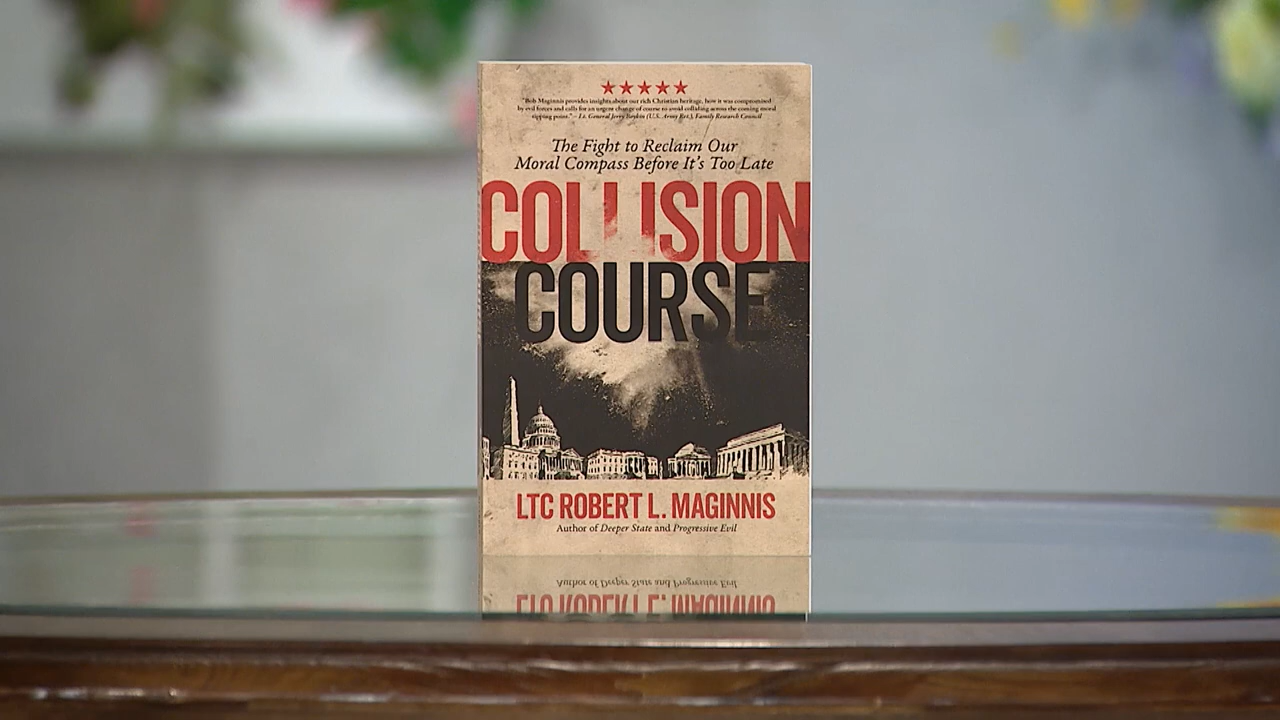 "Bob Maginnis provides insights about our rich Christian heritage, how it was compromised
by evil forces and calls for an urgent change of course to avoid colliding across the coming moral
tipping point." – Lt. General Jerry Boykin (U.S. Army Ret.), Family Research Council
The Fight to Reclaim Our
Moral Compass Before It's Too Late
COLLISION
COURSE
LTC ROBERT L. MAGINNIS
Author of Deeper State and Progressive Evil